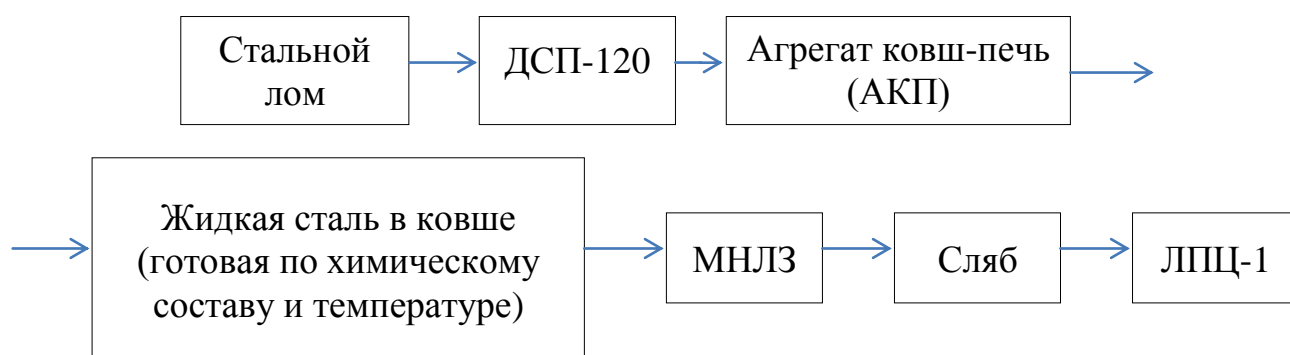 Стальной
лом
ДСП-120
Агрегат ковш-печь
(АКП)
Жидкая сталь в ковше
(готовая по химическому
составу и температуре)
МНЛЗ
Сляб
ЛПЦ-1